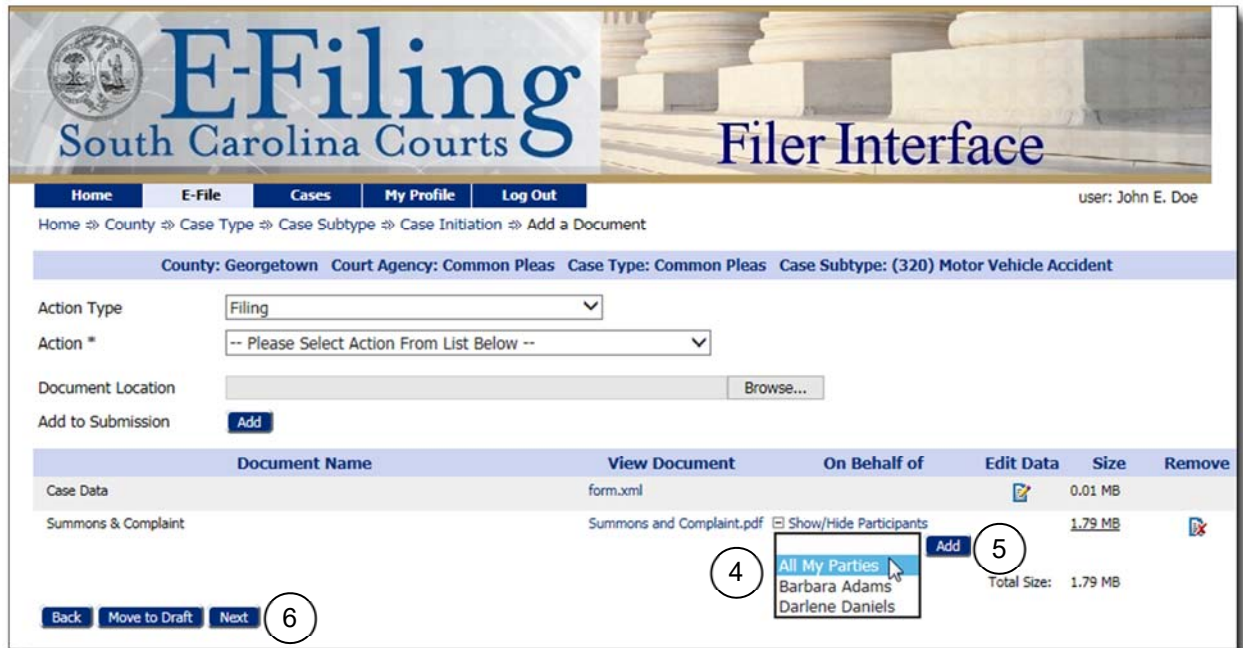 E-Filing
South Carolina Courts
Filer Interface
Home E-File Cases My Profile Log Out
user: John E. Doe
Home ⇒ County ⇒ Case Type ⇒ Case Subtype ⇒ Case Initiation ⇒ Add a Document
County: Georgetown Court Agency: Common Pleas Case Type: Common Pleas Case Subtype: (320) Motor Vehicle Accident
Action Type Filing
Action * -- Please Select Action From List Below --
Document Location Browse...
Add to Submission Add
Document Name View Document On Behalf of Edit Data Size Remove
Case Data form.xml 0.01 MB
Summons & Complaint Summons and Complaint.pdf Show/Hide Participants 1.79 MB
Add 5
4 All My Parties
Barbara Adams
Darlene Daniels
Total Size: 1.79 MB
Back Move to Draft Next 6